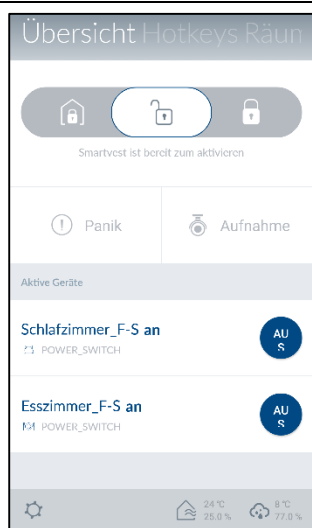 Übersicht Hotkeys Räun
Smartvest ist bereit zum aktivieren
Panik Aufnahme
Aktive Geräte
Schlafzimmer_F-S an
POWER_SWITCH
AU
S
Esszimmer_F-S an
POWER_SWITCH
AU
S
24 °C 8 °C
25.0 % 77.0 %